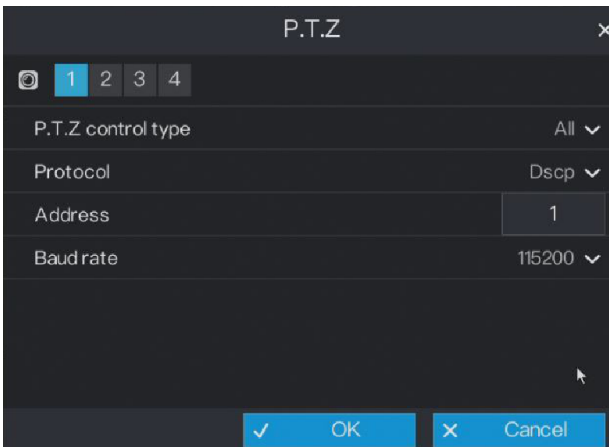 P.T.Z
1 2 3 4
P.T.Z control type All
Protocol Dscp
Address 1
Baud rate 115200
OK Cancel